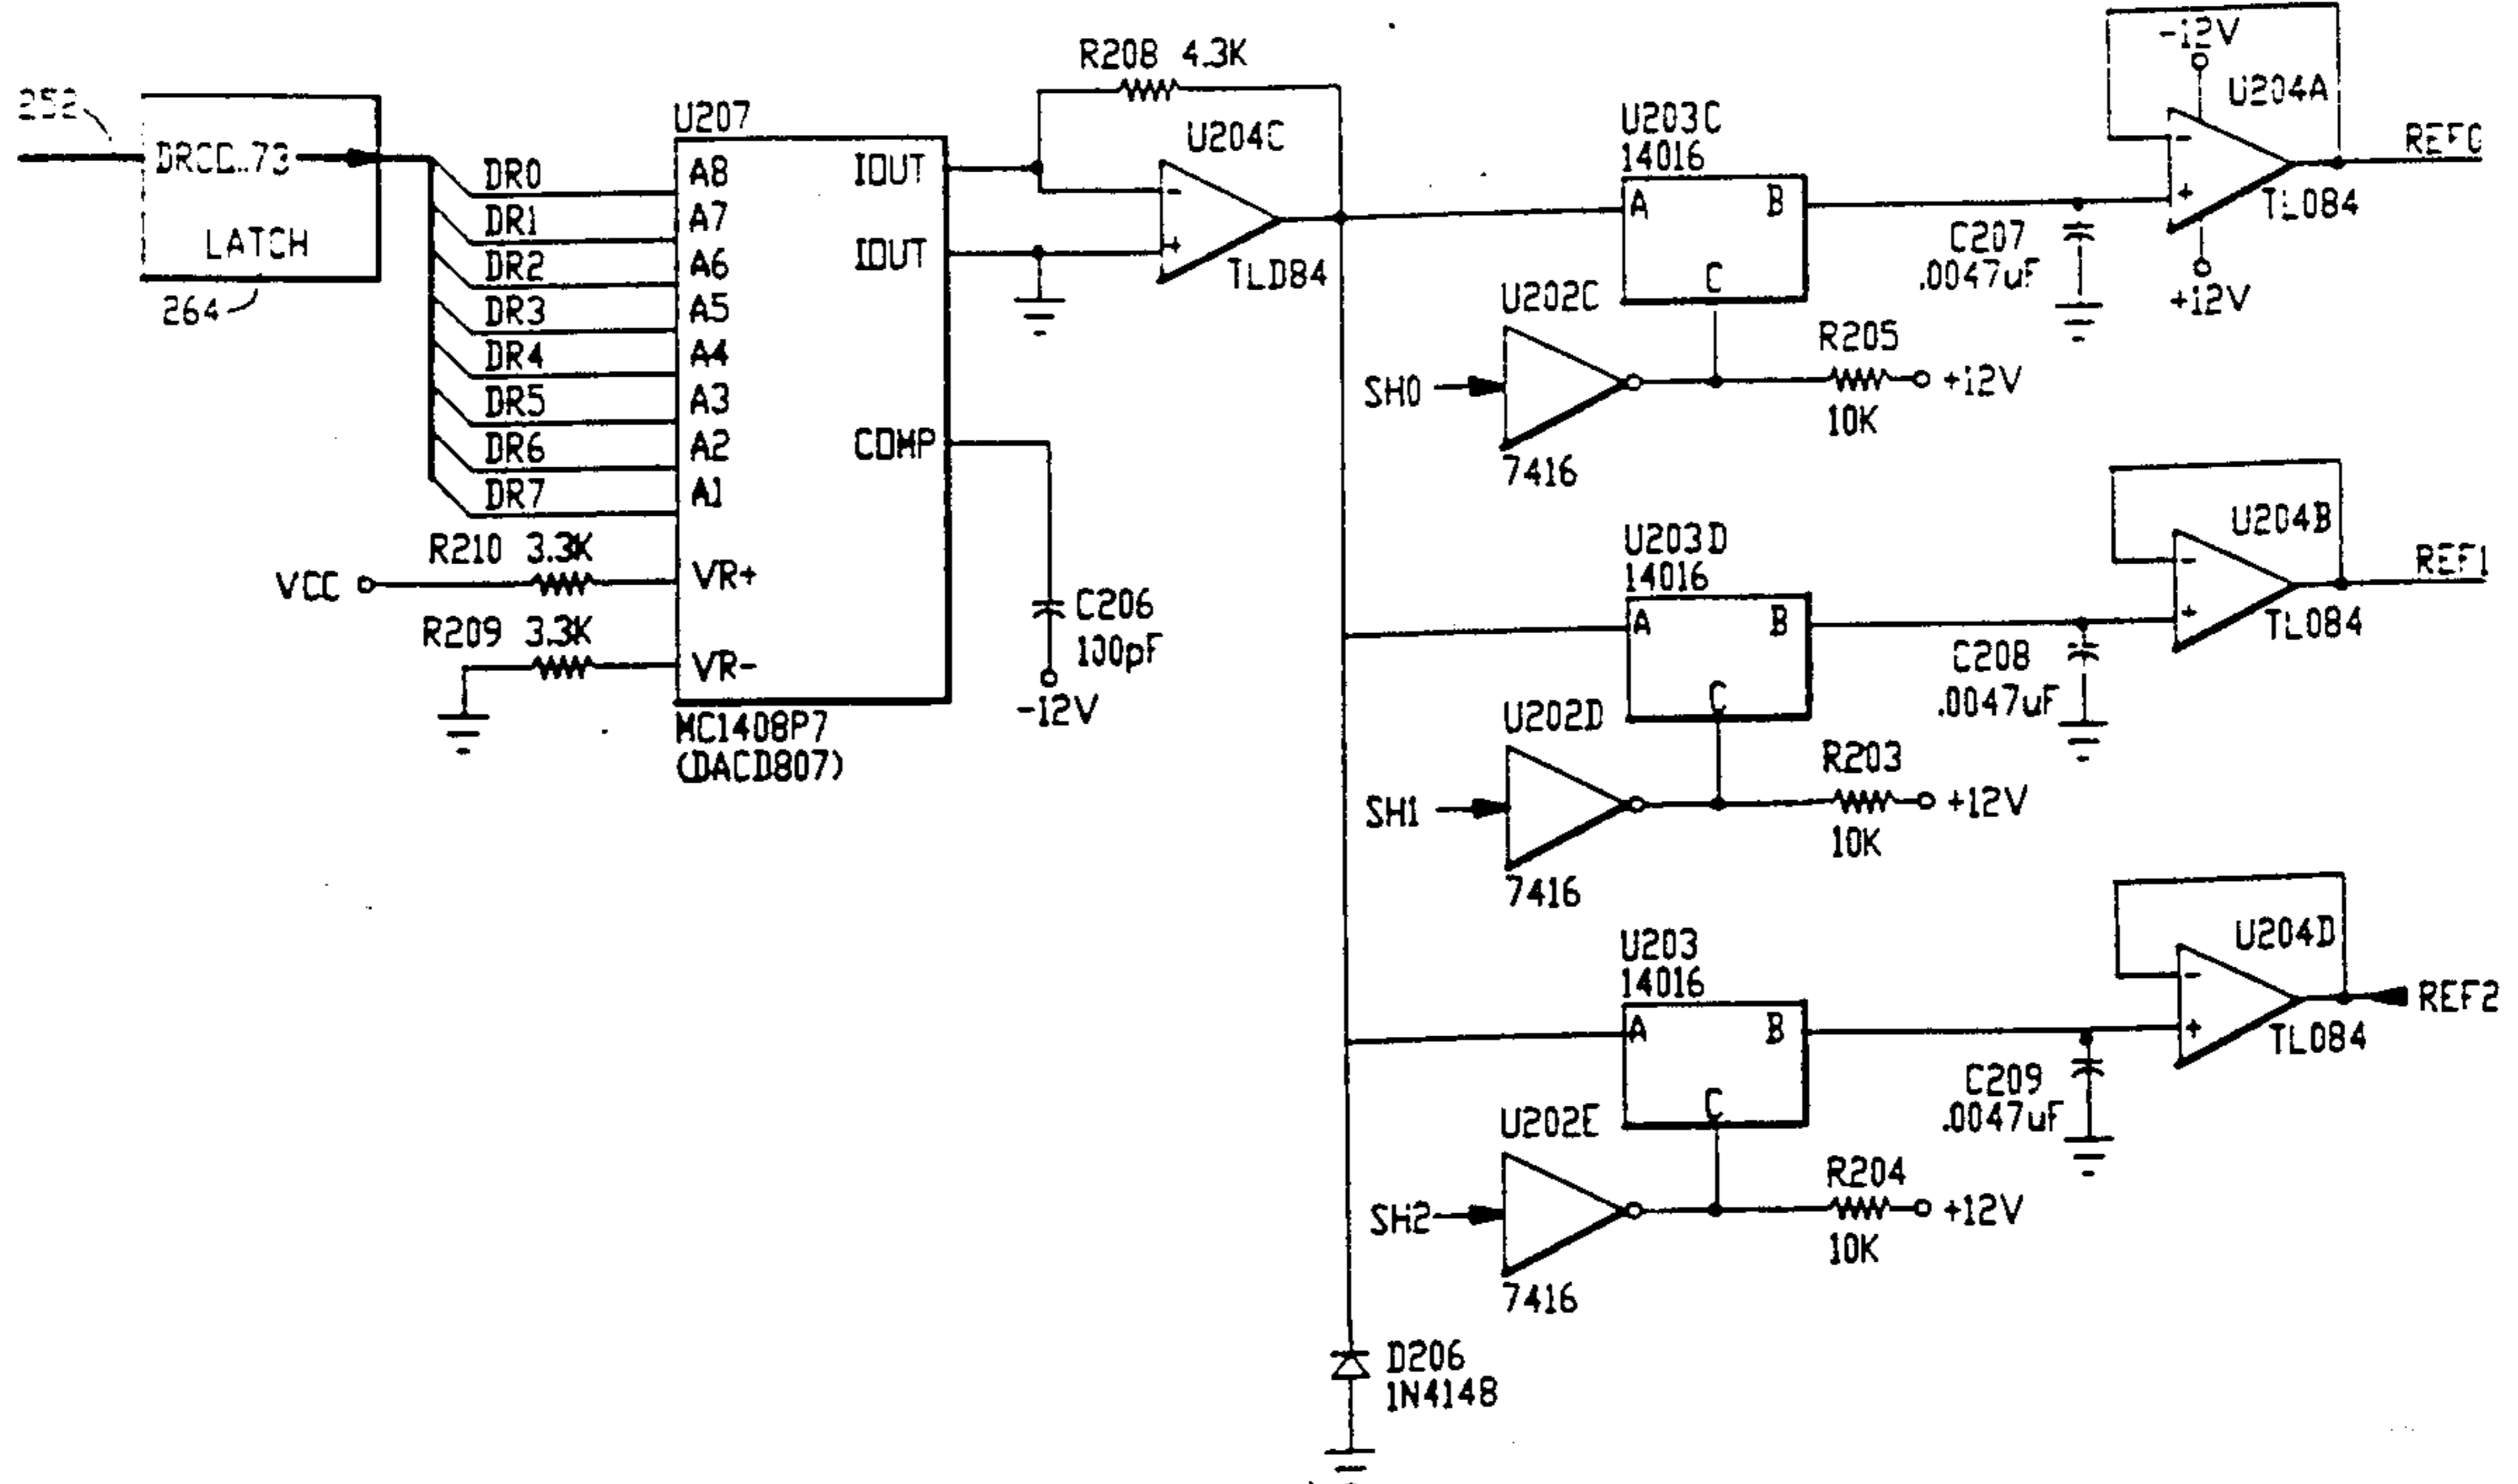 252
DRCC..73
LATCH
264
DR0
DR1
DR2
DR3
DR4
DR5
DR6
DR7
R210 3.3K
VCC
R209 3.3K
U207
A8
A7
A6
A5
A4
A3
A2
A1
VR+
VR-
IOUT
IOUT
COMP
MC1408P7
(DACD807)
C206
100pF
-12V
R208 4.3K
U204C
-
+
TLD84
U203C
14016
A
B
C
U202C
SH0
7416
R205
+12V
10K
C207
.0047uF
-12V
U204A
-
+
TL084
+12V
REF0
U203D
14016
A
B
C
U202D
SH1
7416
R203
+12V
10K
C208
.0047uF
U204B
-
+
TL084
REF1
U203
14016
A
B
C
U202E
SH2
7416
R204
+12V
10K
C209
.0047uF
U204D
-
+
TL084
REF2
D206
1N4148